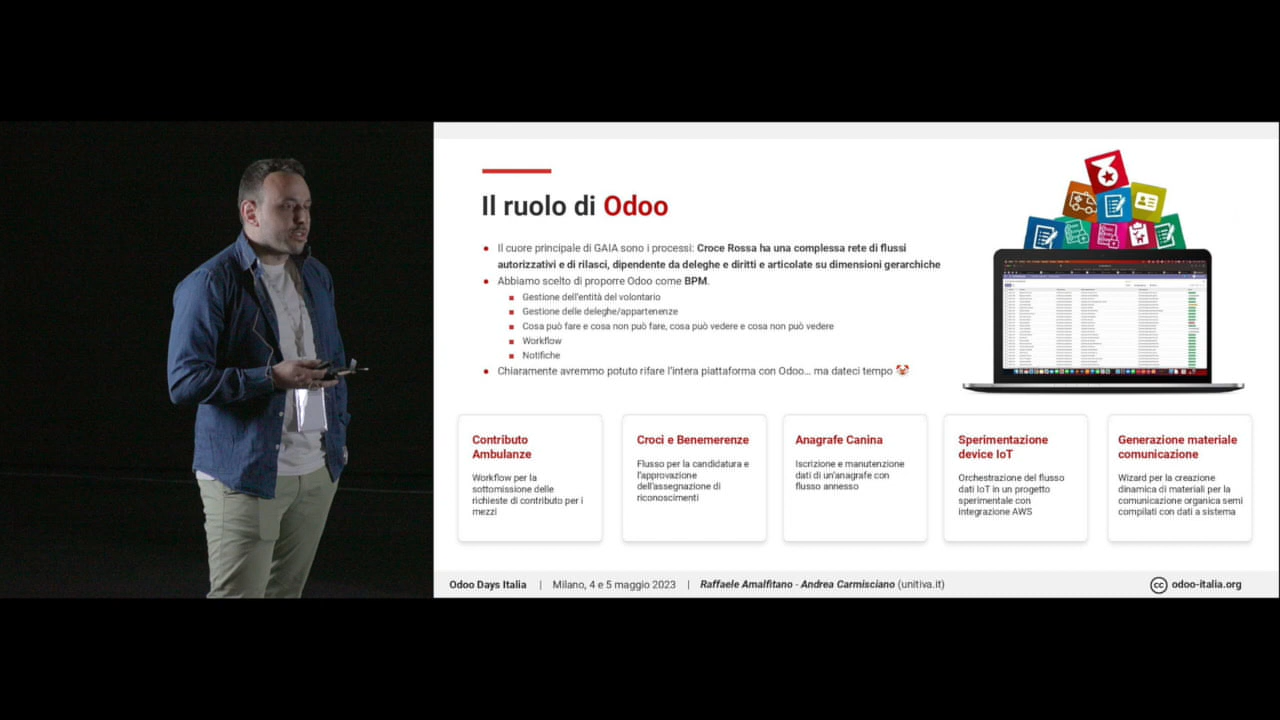 Il ruolo di Odoo
Il cuore principale di GAIA sono i processi: Croce Rossa ha una complessa rete di flussi
autorizzativi e di rilasci, dipendente da deleghe e diritti e articolate su dimensioni gerarchiche
Abbiamo scelto di proporre Odoo come BPM.
Gestione dell'entità del volontario
Gestione delle deleghe/appartenenze
Cosa può fare e cosa non può fare, cosa può vedere e cosa non può vedere
Workflow
Notifiche
Chiaramente avremmo potuto rifare l'intera piattaforma con Odoo... ma dateci tempo 🤡
Contributo
Ambulanze
Workflow per la
sottomissione delle
richieste di contributo per i
mezzi
Croci e Benemerenze
Flusso per la candidatura e
l'approvazione
dell'assegnazione di
riconoscimenti
Anagrafe Canina
Iscrizione e manutenzione
dati di un'anagrafe con
flusso annesso
Sperimentazione
device IoT
Orchestrazione del flusso
dati IoT in un progetto
sperimentale con
integrazione AWS
Generazione materiale
comunicazione
Wizard per la creazione
dinamica di materiali per la
comunicazione organica semi
compilati con dati a sistema
Odoo Days Italia | Milano, 4 e 5 maggio 2023 | Raffaele Amalfitano - Andrea Carmisciano (unitiva.it)
cc odoo-italia.org